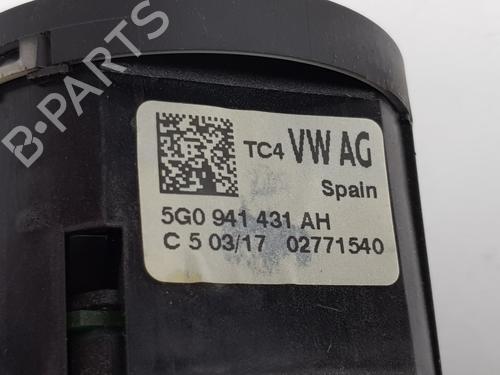 B-PARTS
TC4 VW AG
Spain
5G0 941 431 AH
C 5 03/17 02771540